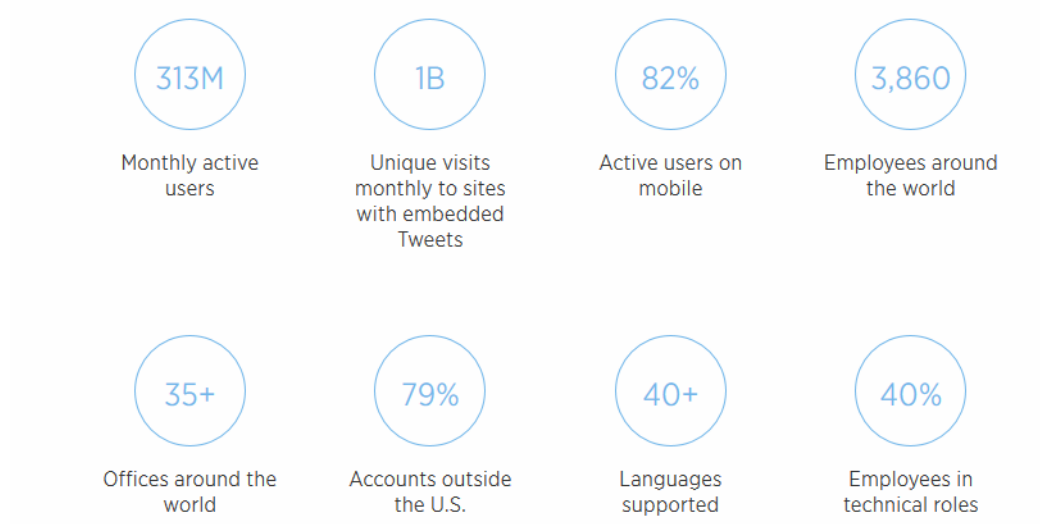 313M
Monthly active
users
1B
Unique visits
monthly to sites
with embedded
Tweets
82%
Active users on
mobile
3,860
Employees around
the world
35+
Offices around the
world
79%
Accounts outside
the U.S.
40+
Languages
supported
40%
Employees in
technical roles